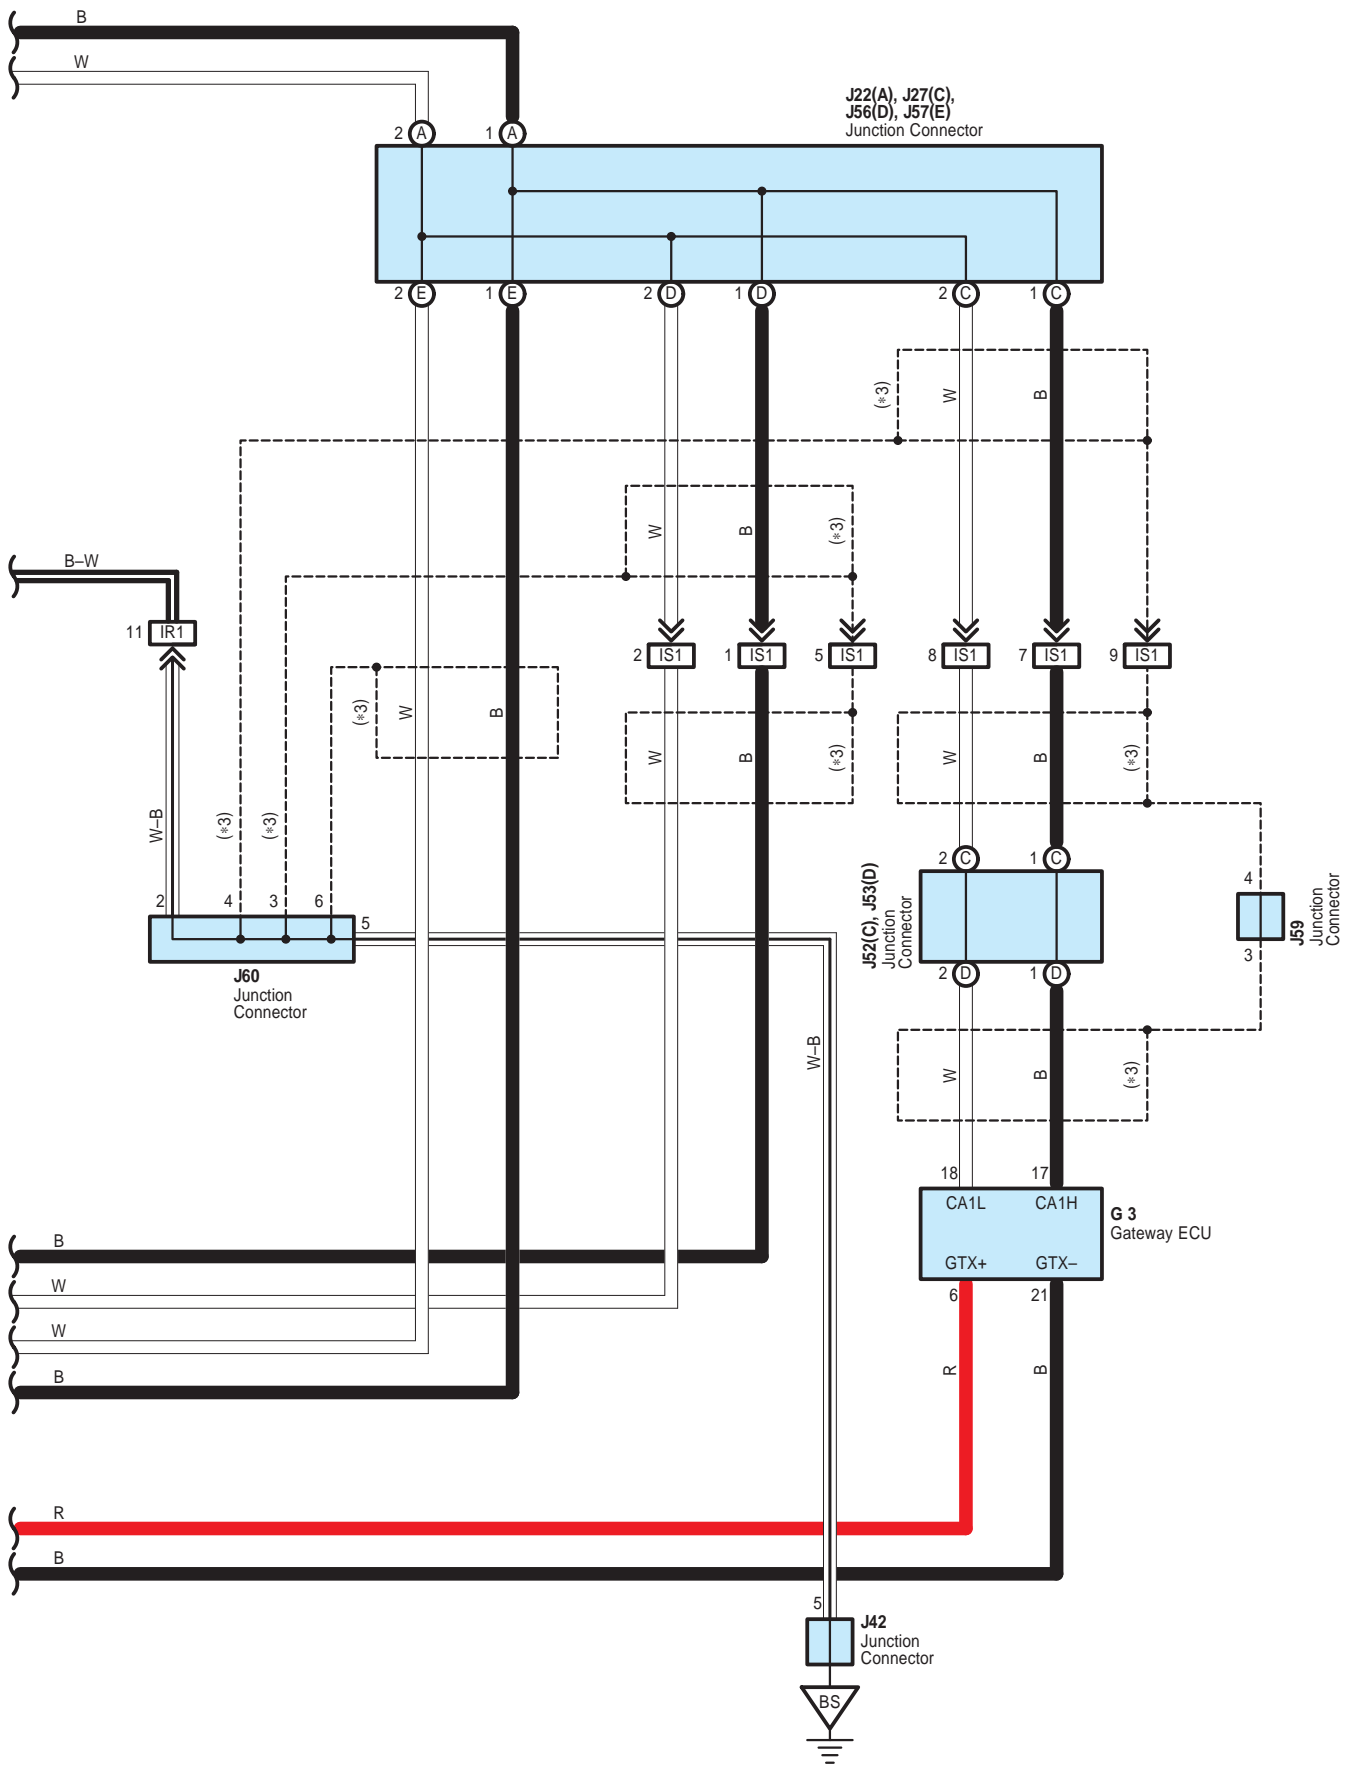 B
W
J22(A), J27(C),
J56(D), J57(E)
Junction Connector
2 A 1 A
2 E 1 E 2 D 1 D 2 C 1 C
(*3) W B
W B (*3)
B–W
11 IR1
2 IS1 1 IS1 5 IS1 8 IS1 7 IS1 9 IS1
(*3) W B
W B (*3) W B (*3)
W–B (*3) (*3)
2 C 1 C
J52(C), J53(D)
Junction
Connector
2 4 3 6 5
4
J59
Junction
Connector
3
J60
Junction
Connector
2 D 1 D
W–B
W B (*3)
18 17
CA1L CA1H
G 3
Gateway ECU
GTX+ GTX–
6 21
B
W
W
B
R B
R
B
5
J42
Junction
Connector
BS